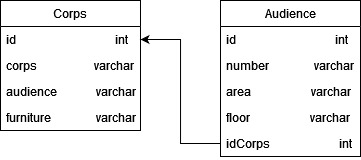 Corps
id int
corps varchar
audience varchar
furniture varchar
Audience
id int
number varchar
area varchar
floor varchar
idCorps int